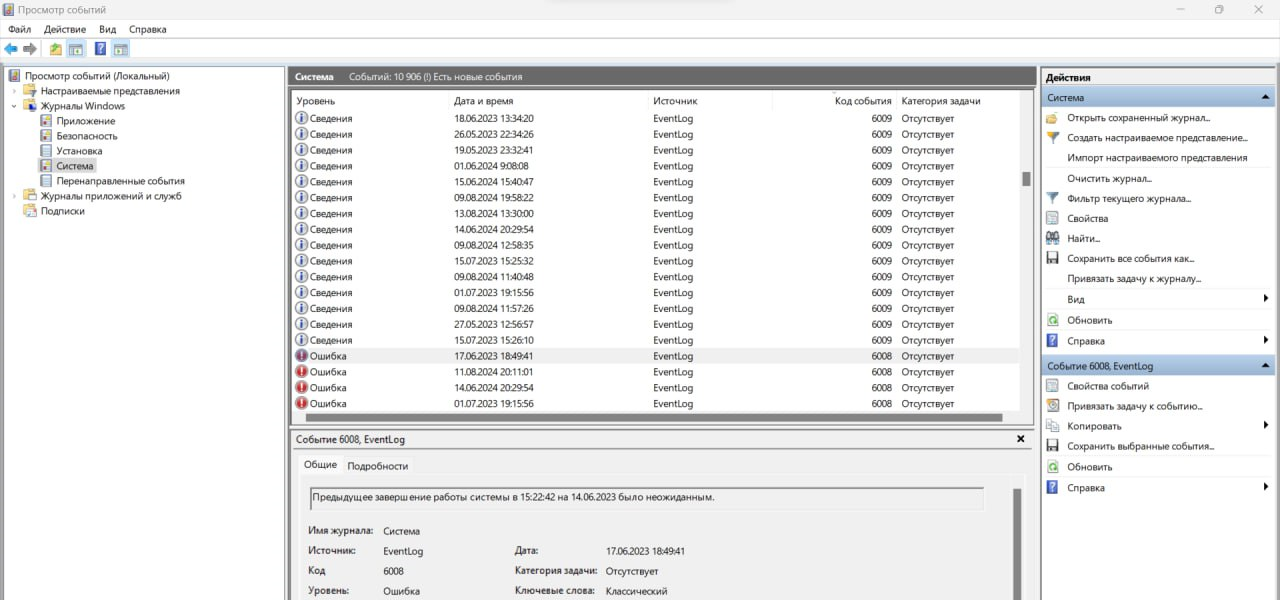 Просмотр событий
Файл Действие Вид Справка
Просмотр событий (Локальный)
Настраиваемые представления
Журналы Windows
Приложение
Безопасность
Установка
Система
Перенаправленные события
Журналы приложений и служб
Подписки
Система Событий: 10 906 (!) Есть новые события
Уровень Дата и время Источник Код события Категория задачи
Сведения 18.06.2023 13:34:20 EventLog 6009 Отсутствует
Сведения 26.05.2023 22:34:26 EventLog 6009 Отсутствует
Сведения 19.05.2023 23:32:41 EventLog 6009 Отсутствует
Сведения 01.06.2024 9:08:08 EventLog 6009 Отсутствует
Сведения 15.06.2024 15:40:47 EventLog 6009 Отсутствует
Сведения 09.08.2024 19:58:22 EventLog 6009 Отсутствует
Сведения 13.08.2024 13:30:00 EventLog 6009 Отсутствует
Сведения 14.06.2024 20:29:54 EventLog 6009 Отсутствует
Сведения 09.08.2024 12:58:35 EventLog 6009 Отсутствует
Сведения 15.07.2023 15:25:32 EventLog 6009 Отсутствует
Сведения 09.08.2024 11:40:48 EventLog 6009 Отсутствует
Сведения 01.07.2023 19:15:56 EventLog 6009 Отсутствует
Сведения 09.08.2024 11:57:26 EventLog 6009 Отсутствует
Сведения 27.05.2023 12:56:57 EventLog 6009 Отсутствует
Сведения 15.07.2023 15:26:10 EventLog 6009 Отсутствует
Ошибка 17.06.2023 18:49:41 EventLog 6008 Отсутствует
Ошибка 11.08.2024 20:11:01 EventLog 6008 Отсутствует
Ошибка 14.06.2024 20:29:54 EventLog 6008 Отсутствует
Ошибка 01.07.2023 19:15:56 EventLog 6008 Отсутствует
Событие 6008, EventLog
Общие Подробности
Предыдущее завершение работы системы в 15:22:42 на 14.06.2023 было неожиданным.
Имя журнала: Система
Источник: EventLog Дата: 17.06.2023 18:49:41
Код 6008 Категория задачи: Отсутствует
Уровень: Ошибка Ключевые слова: Классический
Действия
Система
Открыть сохраненный журнал...
Создать настраиваемое представление...
Импорт настраиваемого представления
Очистить журнал...
Фильтр текущего журнала...
Свойства
Найти...
Сохранить все события как...
Привязать задачу к журналу...
Вид
Обновить
Справка
Событие 6008, EventLog
Свойства событий
Привязать задачу к событию...
Копировать
Сохранить выбранные события...
Обновить
Справка